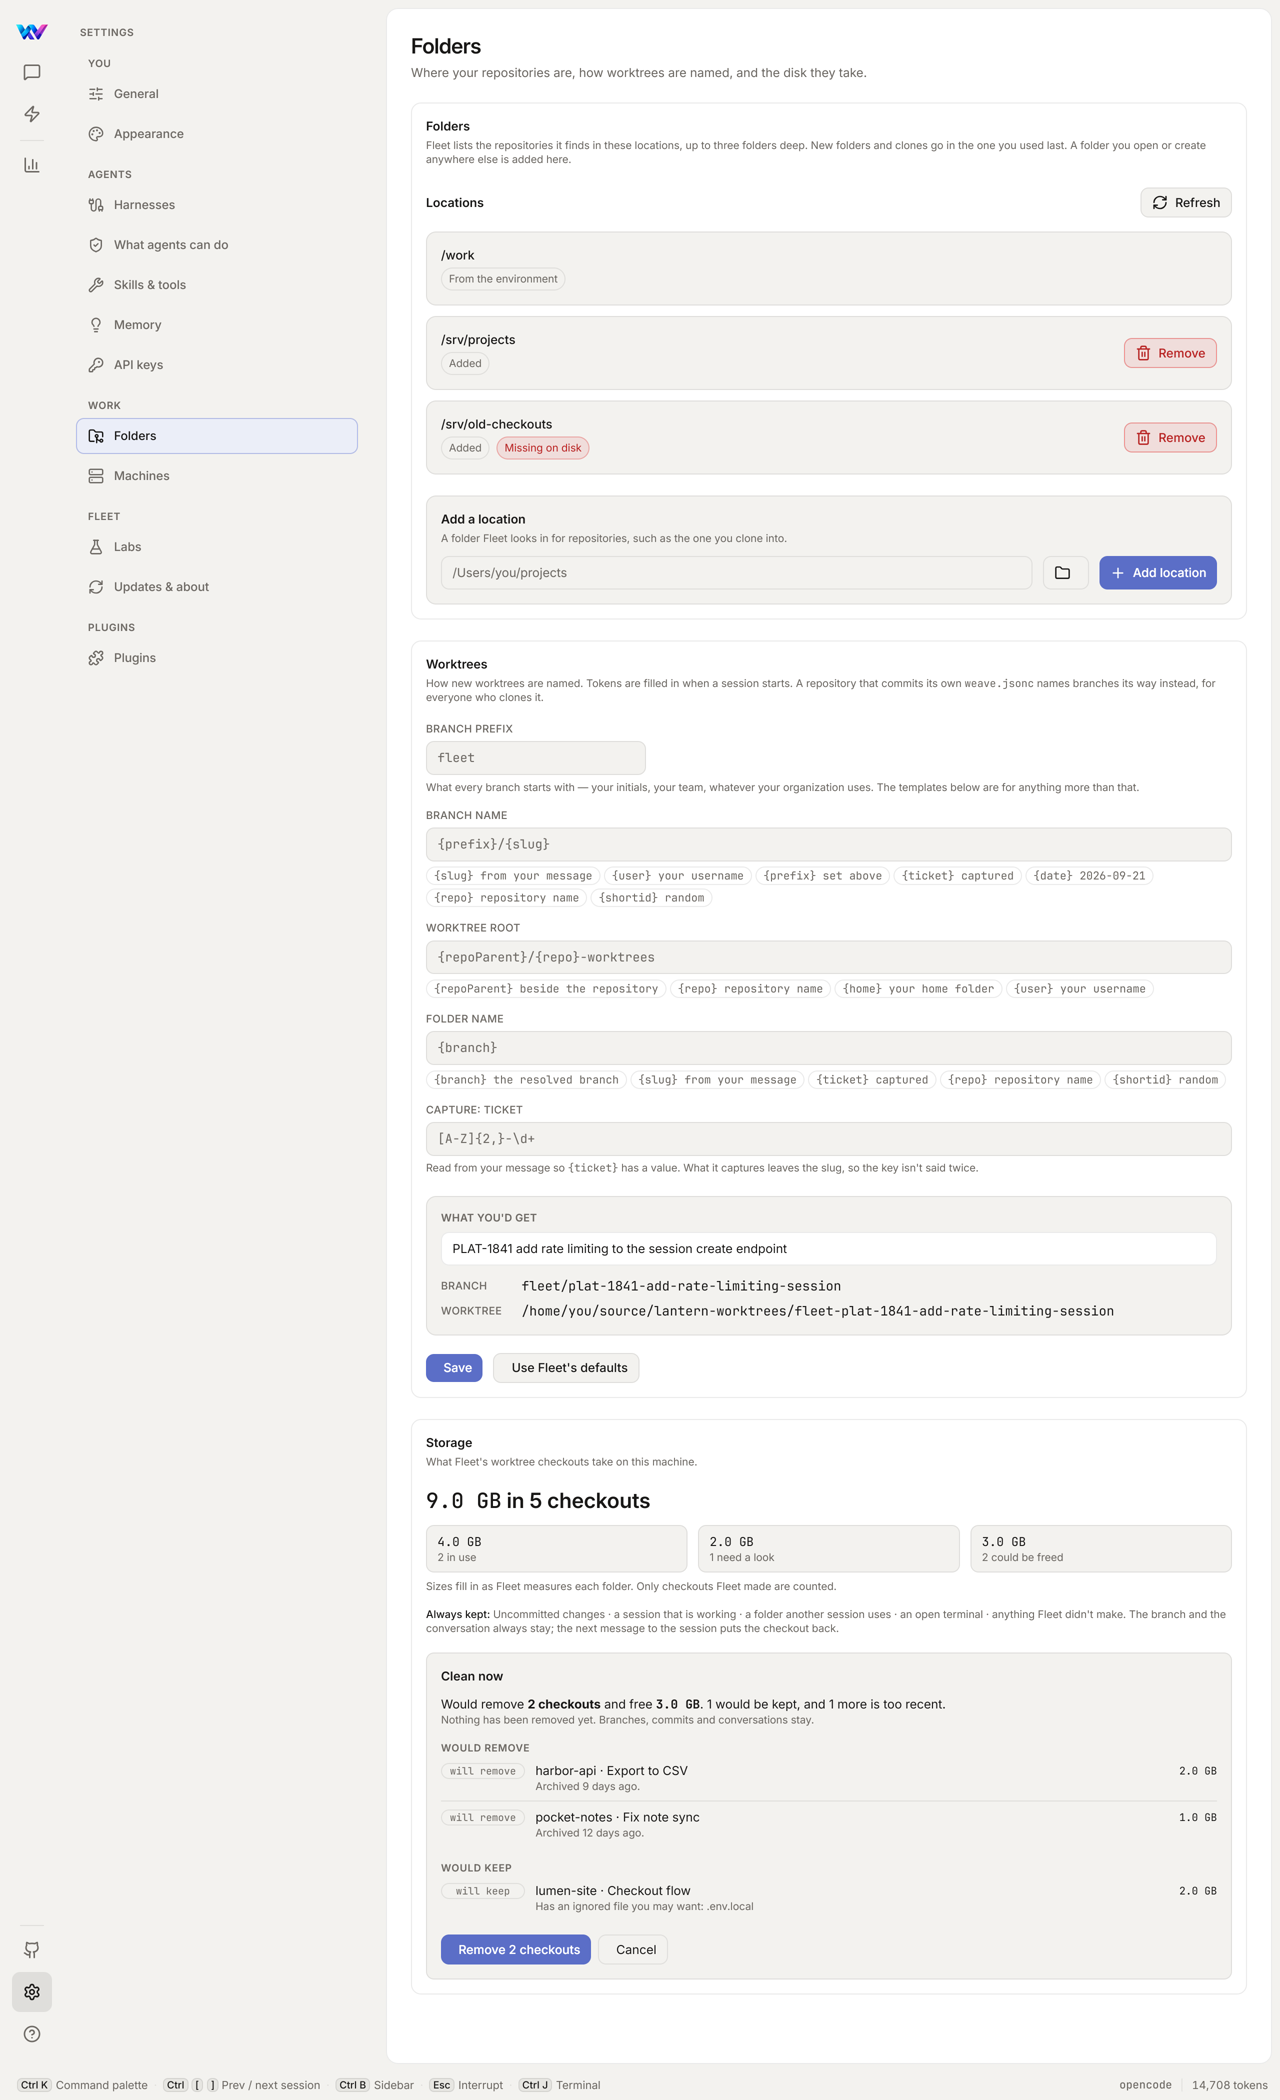 SETTINGS
YOU
General
Appearance
AGENTS
Harnesses
What agents can do
Skills & tools
Memory
API keys
WORK
Folders
Machines
FLEET
Labs
Updates & about
PLUGINS
Plugins
Folders
Where your repositories are, how worktrees are named, and the disk they take.
Folders
Fleet lists the repositories it finds in these locations, up to three folders deep. New folders and clones go in the one you used last. A folder you open or create
anywhere else is added here.
Locations
Refresh
/work
From the environment
/srv/projects
Added
Remove
/srv/old-checkouts
Added Missing on disk
Remove
Add a location
A folder Fleet looks in for repositories, such as the one you clone into.
/Users/you/projects
Add location
Worktrees
How new worktrees are named. Tokens are filled in when a session starts. A repository that commits its own weave.jsonc names branches its way instead, for
everyone who clones it.
BRANCH PREFIX
fleet
What every branch starts with — your initials, your team, whatever your organization uses. The templates below are for anything more than that.
BRANCH NAME
{prefix}/{slug}
{slug} from your message {user} your username {prefix} set above {ticket} captured {date} 2026-09-21
{repo} repository name {shortid} random
WORKTREE ROOT
{repoParent}/{repo}-worktrees
{repoParent} beside the repository {repo} repository name {home} your home folder {user} your username
FOLDER NAME
{branch}
{branch} the resolved branch {slug} from your message {ticket} captured {repo} repository name {shortid} random
CAPTURE: TICKET
[A-Z]{2,}-\d+
Read from your message so {ticket} has a value. What it captures leaves the slug, so the key isn't said twice.
WHAT YOU'D GET
PLAT-1841 add rate limiting to the session create endpoint
BRANCH fleet/plat-1841-add-rate-limiting-session
WORKTREE /home/you/source/lantern-worktrees/fleet-plat-1841-add-rate-limiting-session
Save Use Fleet's defaults
Storage
What Fleet's worktree checkouts take on this machine.
9.0 GB in 5 checkouts
4.0 GB
2 in use
2.0 GB
1 need a look
3.0 GB
2 could be freed
Sizes fill in as Fleet measures each folder. Only checkouts Fleet made are counted.
Always kept: Uncommitted changes · a session that is working · a folder another session uses · an open terminal · anything Fleet didn't make. The branch and the
conversation always stay; the next message to the session puts the checkout back.
Clean now
Would remove 2 checkouts and free 3.0 GB. 1 would be kept, and 1 more is too recent.
Nothing has been removed yet. Branches, commits and conversations stay.
WOULD REMOVE
will remove harbor-api · Export to CSV 2.0 GB
Archived 9 days ago.
will remove pocket-notes · Fix note sync 1.0 GB
Archived 12 days ago.
WOULD KEEP
will keep lumen-site · Checkout flow 2.0 GB
Has an ignored file you may want: .env.local
Remove 2 checkouts Cancel
Ctrl K Command palette Ctrl [ ] Prev / next session Ctrl B Sidebar Esc Interrupt Ctrl J Terminal opencode 14,708 tokens